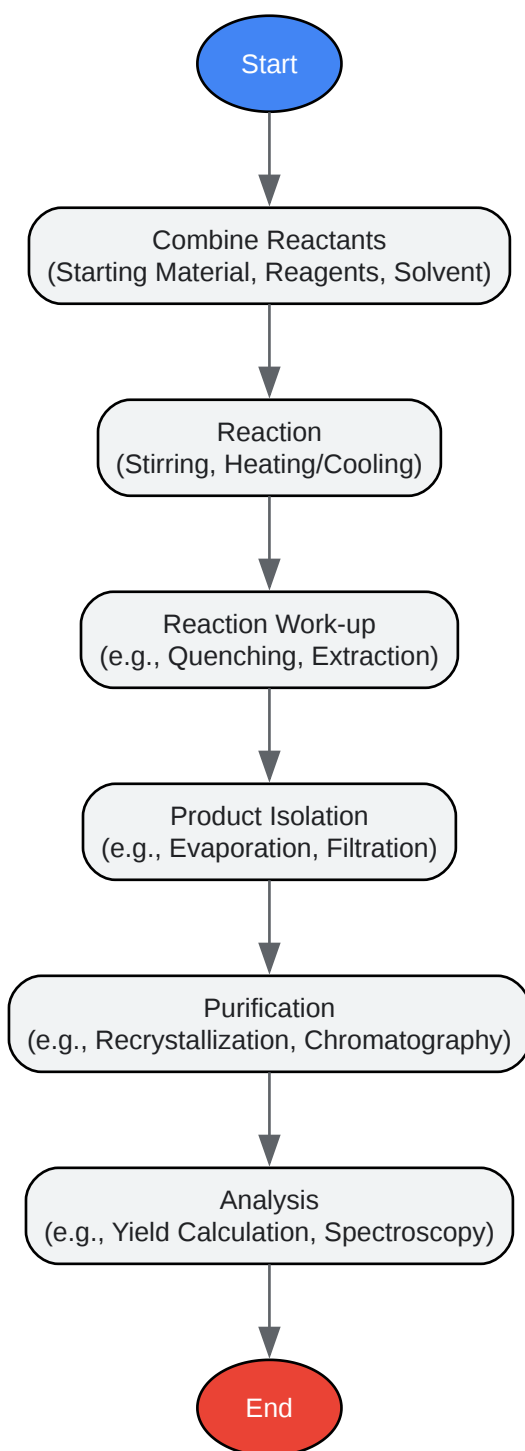 Start
Combine Reactants
(Starting Material, Reagents, Solvent)
Reaction
(Stirring, Heating/Cooling)
Reaction Work-up
(e.g., Quenching, Extraction)
Product Isolation
(e.g., Evaporation, Filtration)
Purification
(e.g., Recrystallization, Chromatography)
Analysis
(e.g., Yield Calculation, Spectroscopy)
End